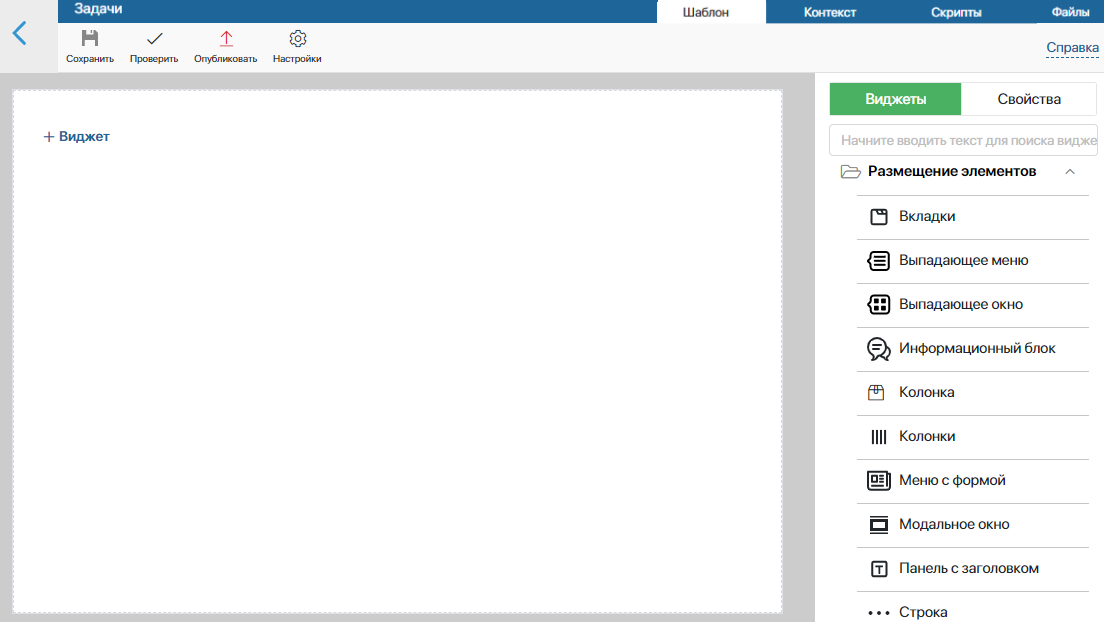 Задачи
Шаблон
Контекст
Скрипты
Файлы
Сохранить
Проверить
Опубликовать
Настройки
Справка
+ Виджет
Виджеты
Свойства
Начните вводить текст для поиска видже
Размещение элементов
Вкладки
Выпадающее меню
Выпадающее окно
Информационный блок
Колонка
Колонки
Меню с формой
Модальное окно
Панель с заголовком
Строка